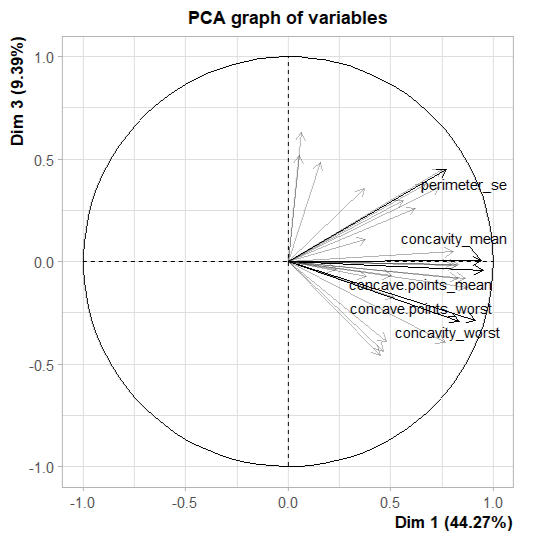 PCA graph of variables
Dim 3 (9.39%)
1.0
0.5
0.0
-0.5
-1.0
perimeter_se
concavity_mean
concave.points_mean
concave.points_worst
concavity_worst
-1.0 -0.5 0.0 0.5 1.0
Dim 1 (44.27%)